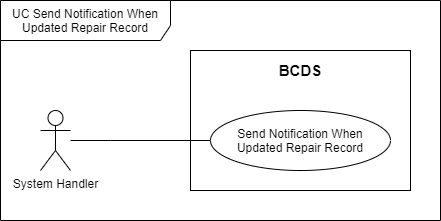 UC Send Notification When
Updated Repair Record
BCDS
Send Notification When
Updated Repair Record
System Handler